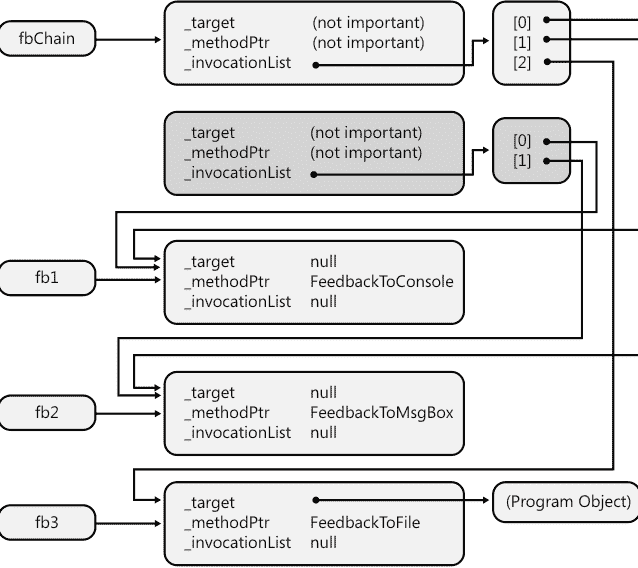 fbChain
_target (not important)
_methodPtr (not important)
_invocationList
[0]
[1]
[2]
_target (not important)
_methodPtr (not important)
_invocationList
[0]
[1]
fb1
_target null
_methodPtr FeedbackToConsole
_invocationList null
fb2
_target null
_methodPtr FeedbackToMsgBox
_invocationList null
fb3
_target
_methodPtr FeedbackToFile
_invocationList null
(Program Object)